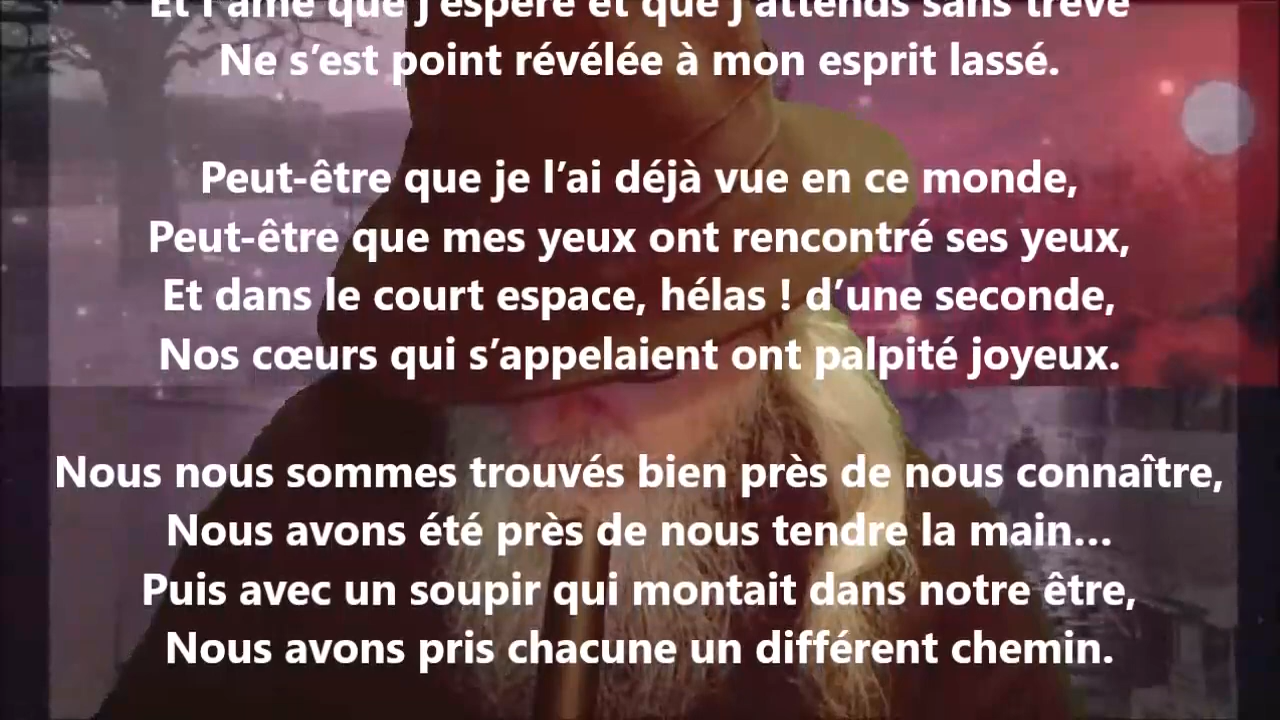 Et l’âme que j’espère et que j’attends sans trêve
Ne s’est point révélée à mon esprit lassé.
Peut-être que je l’ai déjà vue en ce monde,
Peut-être que mes yeux ont rencontré ses yeux,
Et dans le court espace, hélas ! d’une seconde,
Nos cœurs qui s’appelaient ont palpité joyeux.
Nous nous sommes trouvés bien près de nous connaître,
Nous avons été près de nous tendre la main...
Puis avec un soupir qui montait dans notre être,
Nous avons pris chacune un différent chemin.